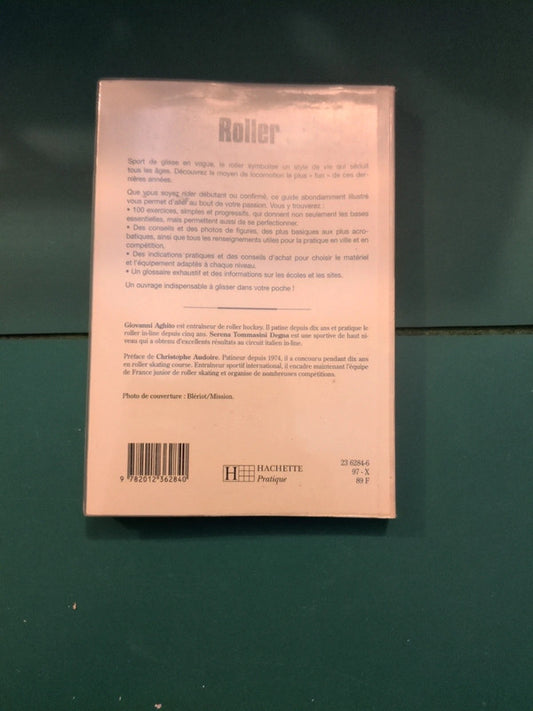 Roller
Sport de glisse en vogue, le roller symbolise un style de vie qui séduit
tous les âges. Découvrez le moyen de locomotion le plus « fun » de ces der-
nières années.
Que vous soyez rider débutant ou confirmé, ce guide abondamment illustré
vous permet d'aller au bout de votre passion. Vous y trouverez :
• 100 exercices, simples et progressifs, qui donnent non seulement les bases
essentielles, mais permettent aussi de se perfectionner.
• Des conseils et des photos de figures, des plus basiques aux plus acro-
batiques, ainsi que tous les renseignements utiles pour la pratique en ville et en
compétition.
• Des indications pratiques et des conseils d'achat pour choisir le matériel
et l'équipement adaptés à chaque niveau.
• Un glossaire exhaustif et des informations sur les écoles et les sites.
Un ouvrage indispensable à glisser dans votre poche !
Giovanni Aghito est entraîneur de roller hockey. Il patine depuis dix ans et pratique le
roller in-line depuis cinq ans. Serena Tommasini Degna est une sportive de haut ni-
veau qui a obtenu d'excellents résultats au circuit italien in-line.
Préface de Christophe Audoire. Patineur depuis 1974, il a concouru pendant dix ans
en roller skating course. Entraîneur sportif international, il encadre maintenant l'équipe
de France junior de roller skating et organise de nombreuses compétitions.
Photo de couverture : Blériot/Mission.
9 782012 362840
H HACHETTE
Pratique
23 6284-6
97 - X
89 F